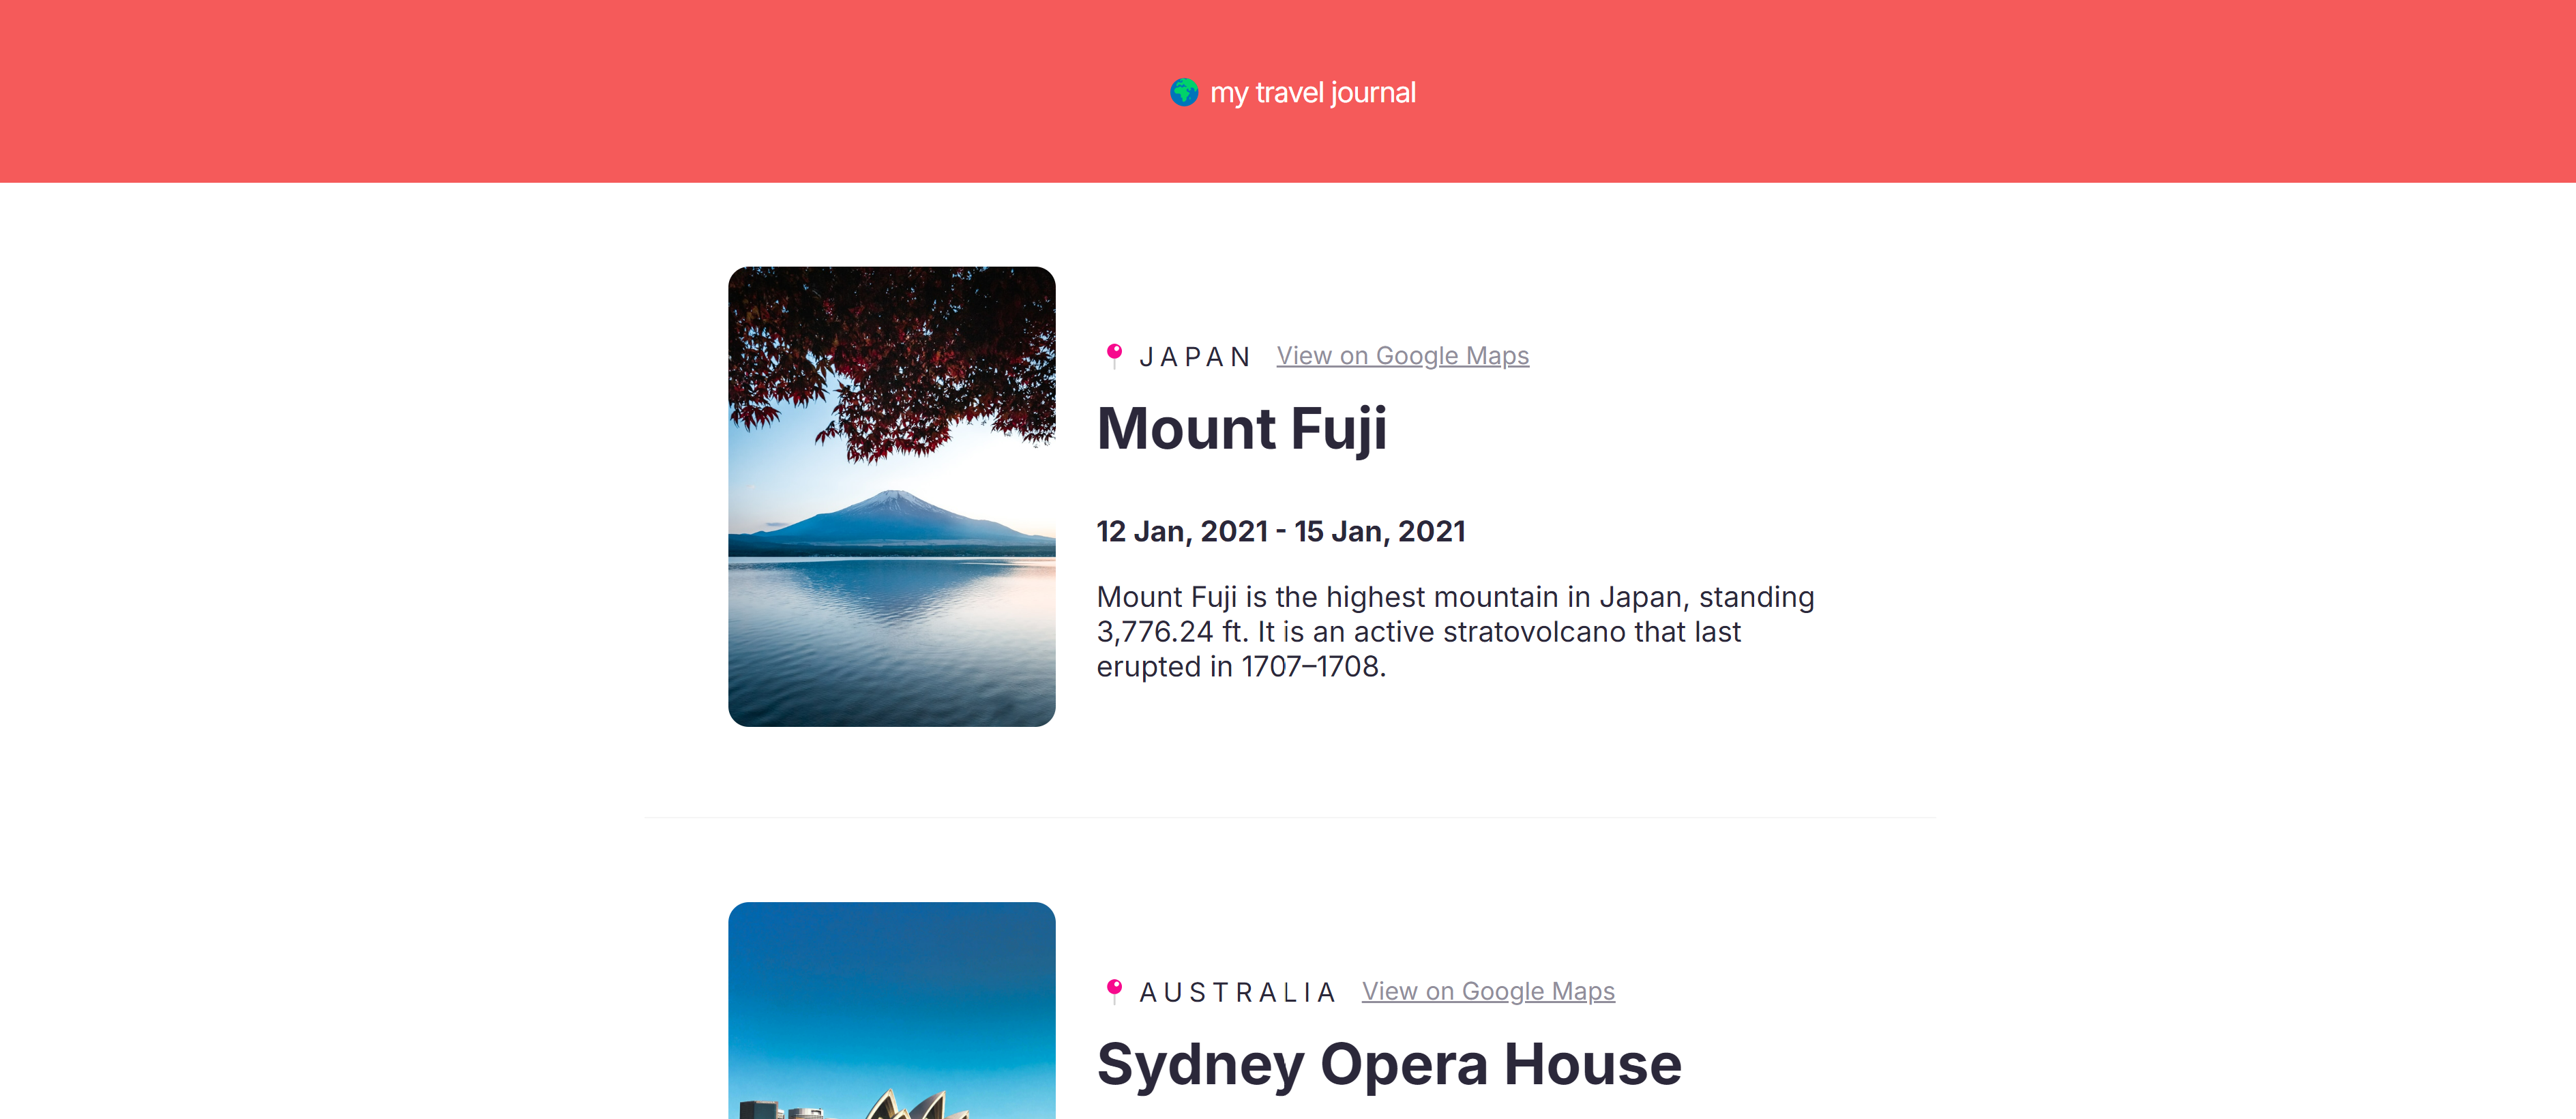 my travel journal
JAPAN View on Google Maps
Mount Fuji
12 Jan, 2021 - 15 Jan, 2021
Mount Fuji is the highest mountain in Japan, standing
3,776.24 ft. It is an active stratovolcano that last
erupted in 1707–1708.
AUSTRALIA View on Google Maps
Sydney Opera House